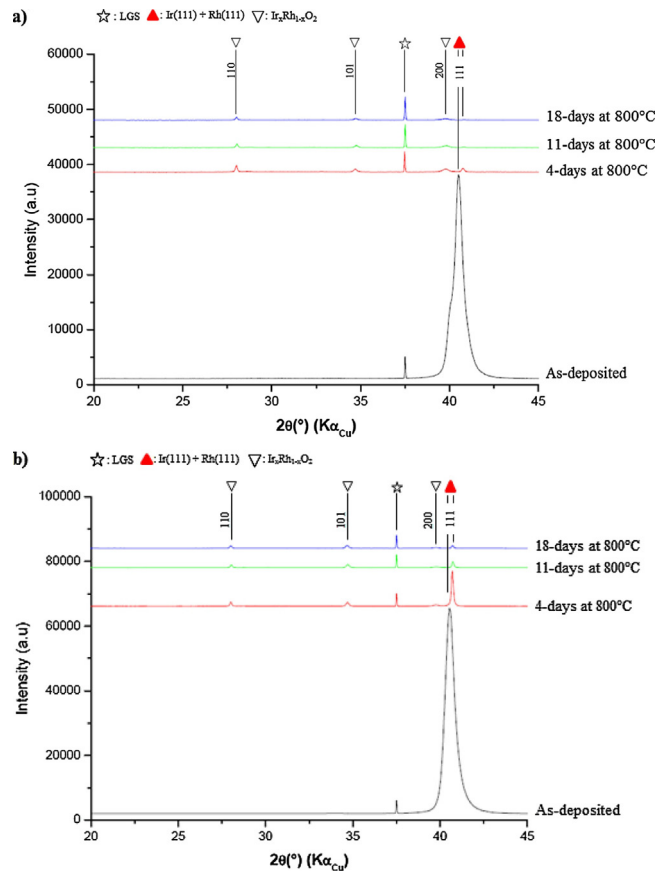 a)
☆ : LGS ▲ : Ir(111) + Rh(111) ▽ : IrₓRh₁₋ₓO₂
110
101
200
111
60000
50000
40000
30000
20000
10000
0
Intensity (a.u)
18-days at 800°C
11-days at 800°C
4-days at 800°C
As-deposited
20 25 30 35 40 45
2θ(°) (Kα_Cu)
b)
☆ : LGS ▲ : Ir(111) + Rh(111) ▽ : IrₓRh₁₋ₓO₂
110
101
200
111
100000
80000
60000
40000
20000
0
Intensity (a.u)
18-days at 800°C
11-days at 800°C
4-days at 800°C
As-deposited
20 25 30 35 40 45
2θ(°) (Kα_Cu)